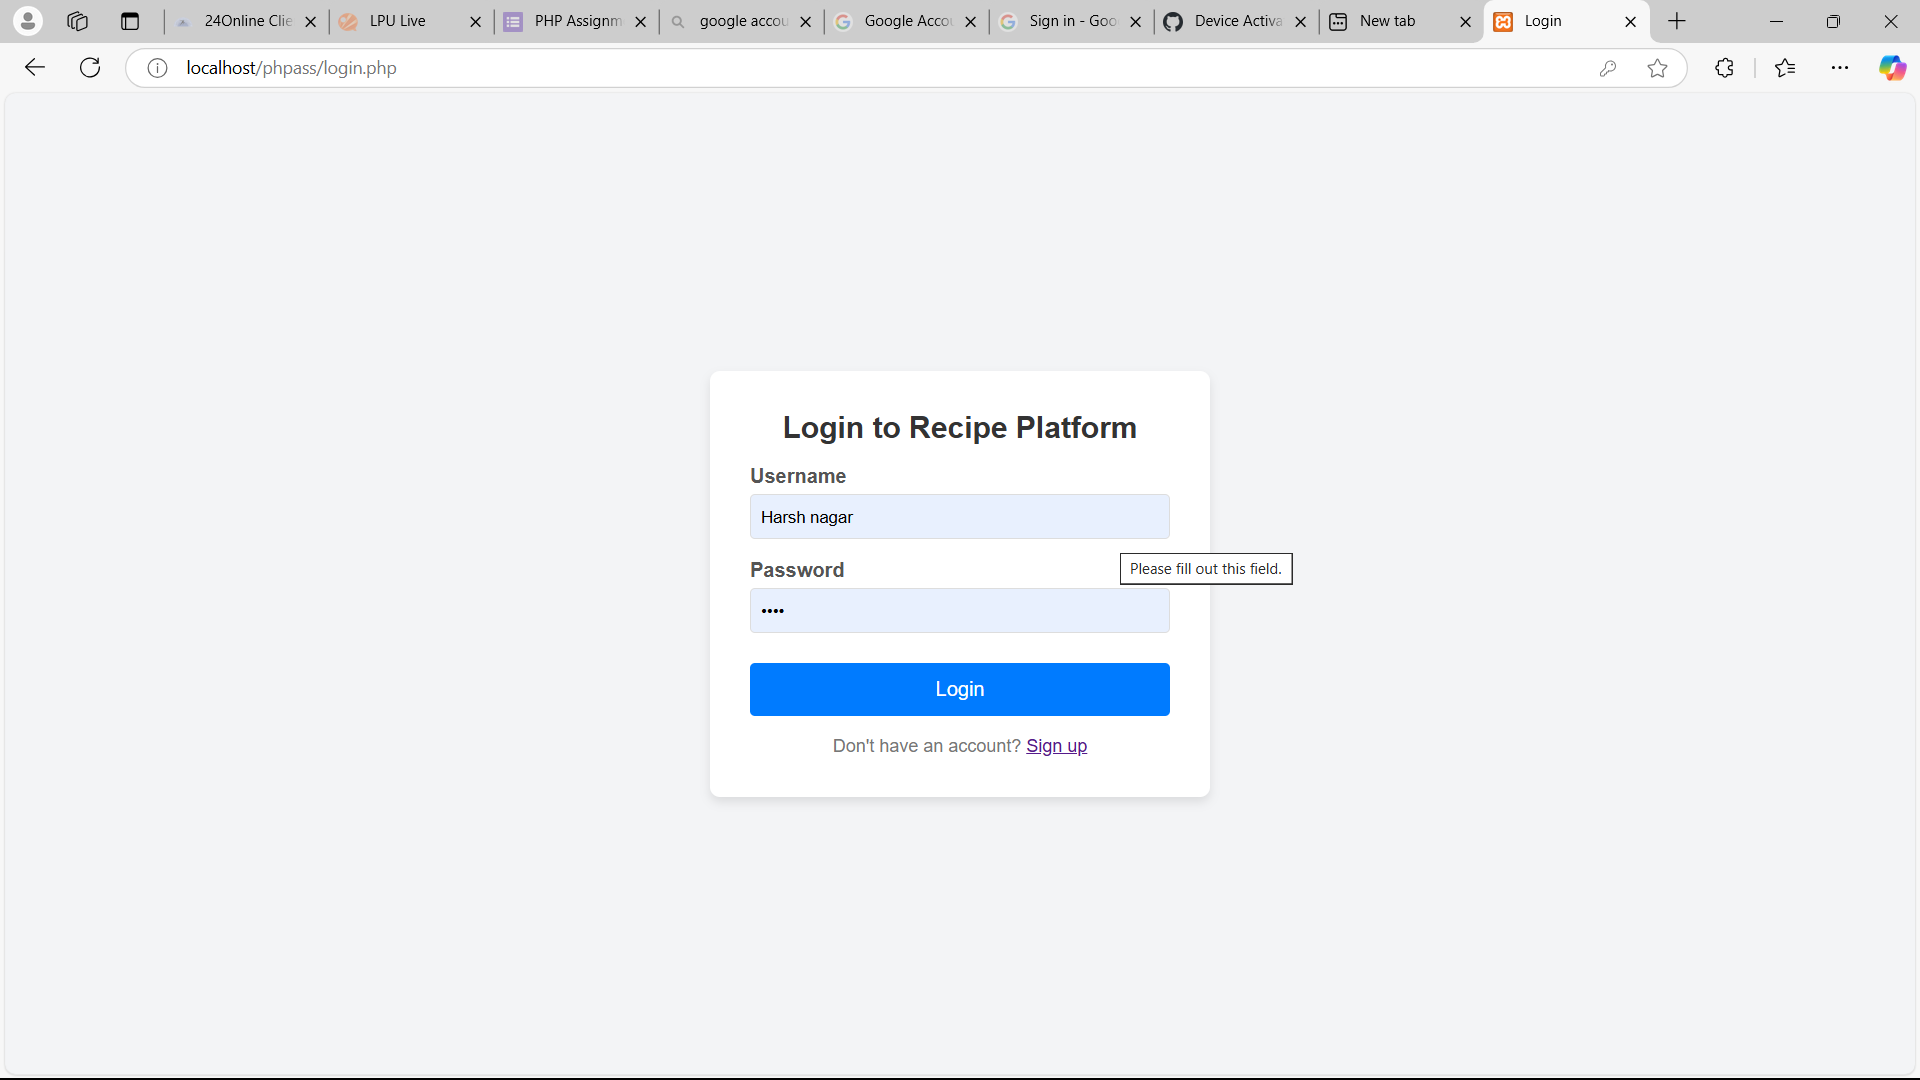 24Online Clie
LPU Live
PHP Assignm
google accou
Google Accou
Sign in - Goo
Device Activa
New tab
Login
localhost/phpass/login.php
Login to Recipe Platform
Username
Harsh nagar
Password
Please fill out this field.
••••
Login
Don't have an account? Sign up